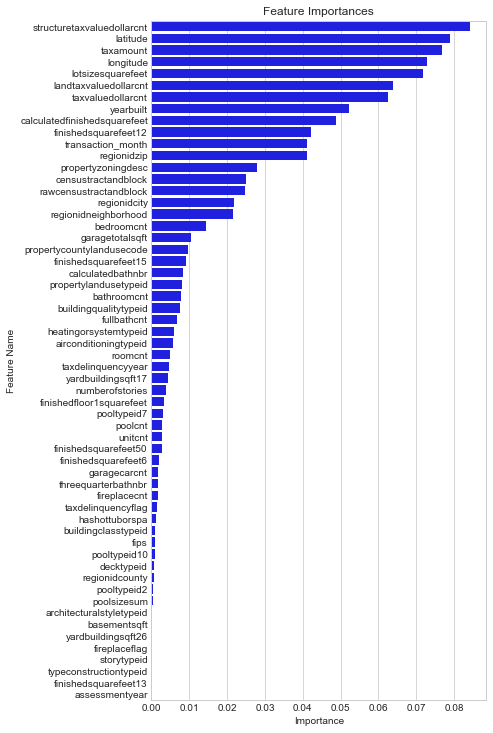 Feature Importances
structuretaxvaluedollarcnt
latitude
taxamount
longitude
lotsizesquarefeet
landtaxvaluedollarcnt
taxvaluedollarcnt
yearbuilt
calculatedfinishedsquarefeet
finishedsquarefeet12
transaction_month
regionidzip
propertyzoningdesc
censustractandblock
rawcensustractandblock
regionidcity
regionidneighborhood
bedroomcnt
garagetotalsqft
propertycountylandusecode
finishedsquarefeet15
calculatedbathnbr
propertylandusetypeid
bathroomcnt
buildingqualitytypeid
fullbathcnt
heatingorsystemtypeid
airconditioningtypeid
roomcnt
taxdelinquencyyear
yardbuildingsqft17
numberofstories
finishedfloor1squarefeet
pooltypeid7
poolcnt
unitcnt
finishedsquarefeet50
finishedsquarefeet6
garagecarcnt
threequarterbathnbr
fireplacecnt
taxdelinquencyflag
hashottuborspa
buildingclasstypeid
fips
pooltypeid10
decktypeid
regionidcounty
pooltypeid2
poolsizesum
architecturalstyletypeid
basementsqft
yardbuildingsqft26
fireplaceflag
storytypeid
typeconstructiontypeid
finishedsquarefeet13
assessmentyear
Feature Name
0.00 0.01 0.02 0.03 0.04 0.05 0.06 0.07 0.08
Importance